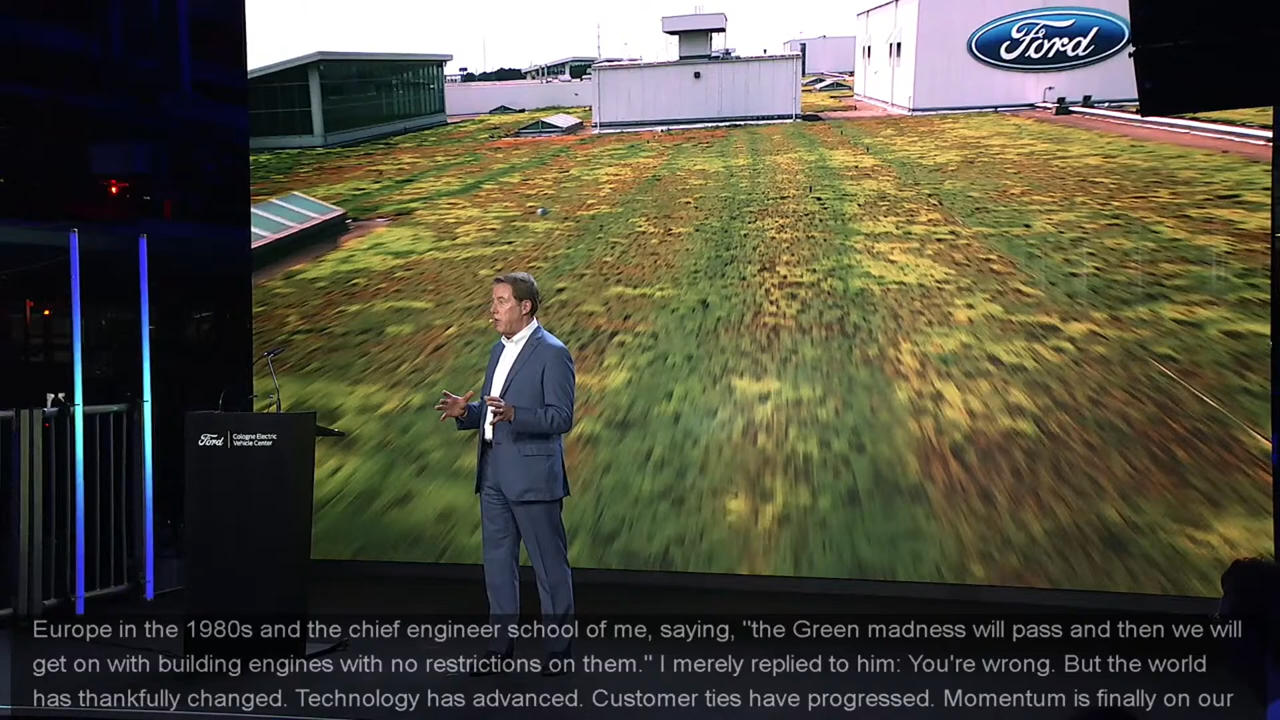 Ford
Ford | Cologne Electric
Vehicle Center
Europe in the 1980s and the chief engineer school of me, saying, "the Green madness will pass and then we will
get on with building engines with no restrictions on them." I merely replied to him: You're wrong. But the world
has thankfully changed. Technology has advanced. Customer ties have progressed. Momentum is finally on our